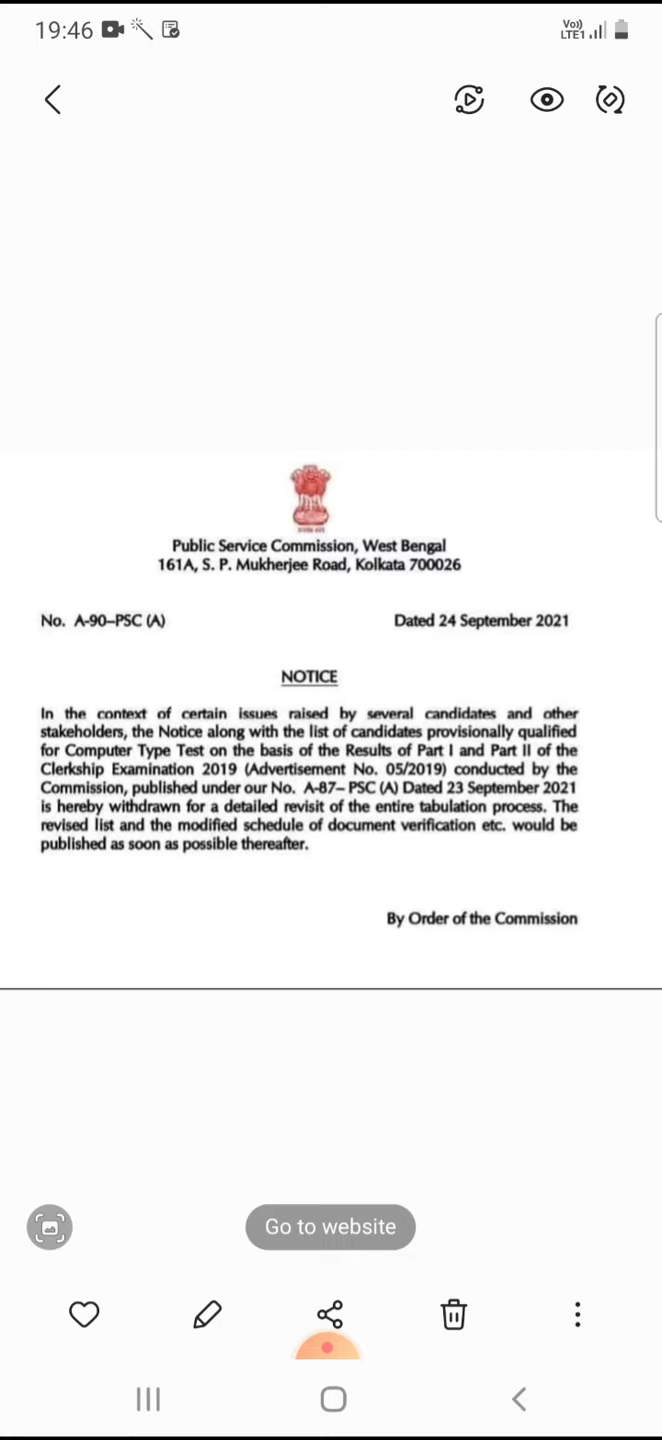 19:46
Vo))
LTE1
Public Service Commission, West Bengal
161A, S. P. Mukherjee Road, Kolkata 700026
No. A-90–PSC (A) Dated 24 September 2021
NOTICE
In the context of certain issues raised by several candidates and other
stakeholders, the Notice along with the list of candidates provisionally qualified
for Computer Type Test on the basis of the Results of Part I and Part II of the
Clerkship Examination 2019 (Advertisement No. 05/2019) conducted by the
Commission, published under our No. A-87– PSC (A) Dated 23 September 2021
is hereby withdrawn for a detailed revisit of the entire tabulation process. The
revised list and the modified schedule of document verification etc. would be
published as soon as possible thereafter.
By Order of the Commission
Go to website